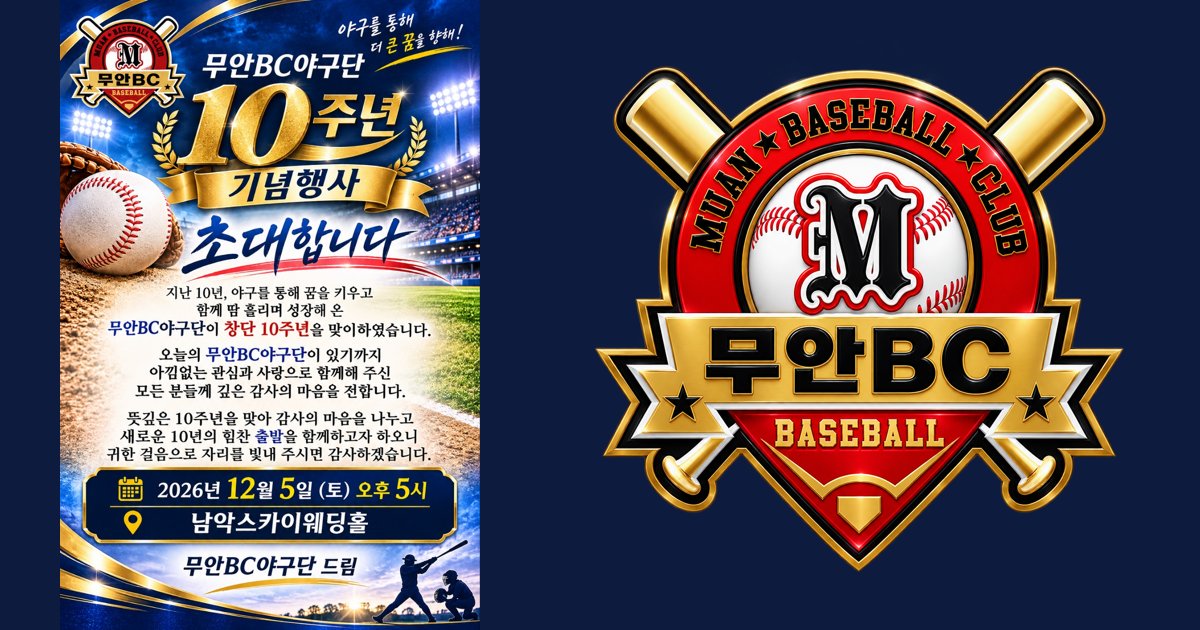 MUAN ★ BASEBALL ★ CLUB
M
무안BC
BASEBALL
야구를 통해
더 큰 꿈을 향해!
무안BC야구단
10주년
기념행사
초대합니다
지난 10년, 야구를 통해 꿈을 키우고
함께 땀 흘리며 성장해 온
무안BC야구단이 창단 10주년을 맞이하였습니다.
오늘의 무안BC야구단이 있기까지
아낌없는 관심과 사랑으로 함께해 주신
모든 분들께 깊은 감사의 마음을 전합니다.
뜻깊은 10주년을 맞아 감사의 마음을 나누고
새로운 10년의 힘찬 출발을 함께하고자 하오니
귀한 걸음으로 자리를 빛내 주시면 감사하겠습니다.
2026년 12월 5일 (토) 오후 5시
남악스카이웨딩홀
무안BC야구단 드림
MUAN ★ BASEBALL ★ CLUB
M
무안BC
BASEBALL